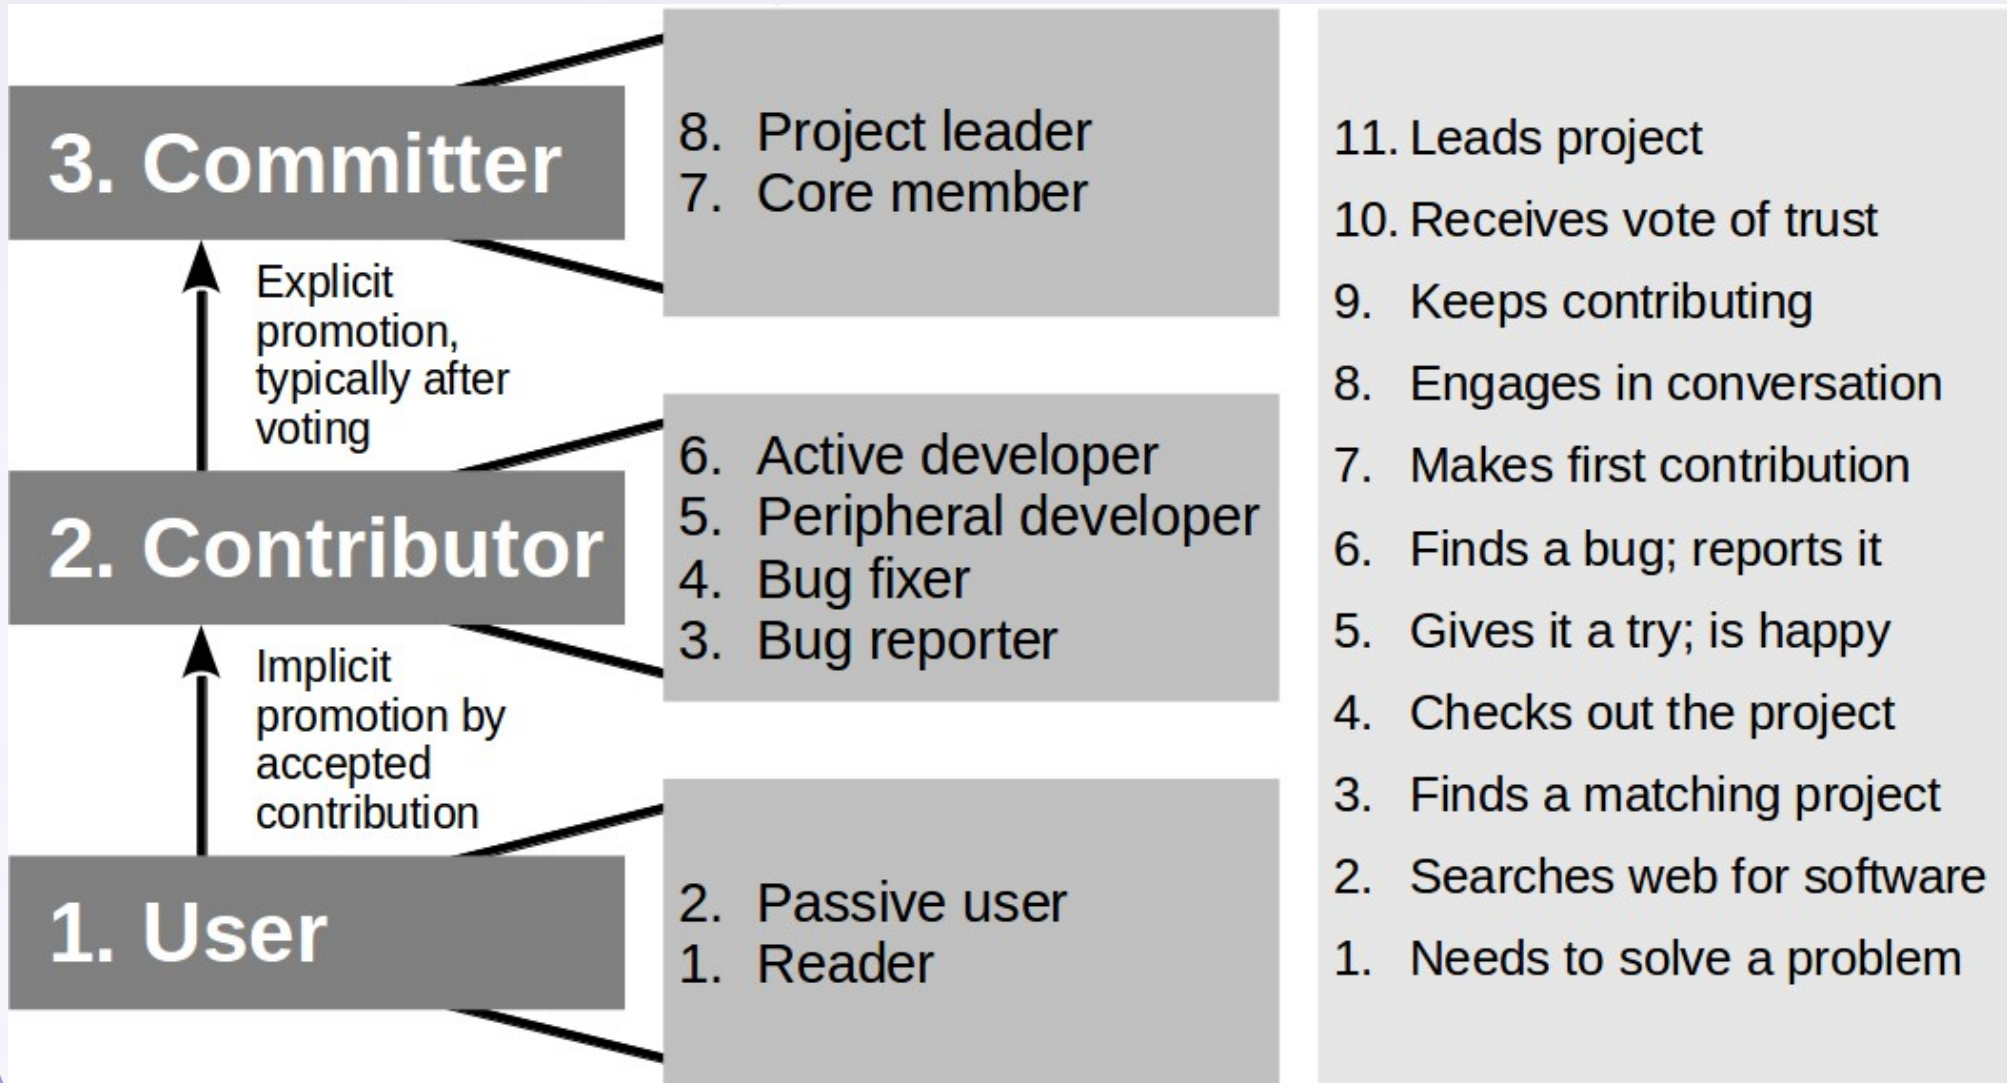 3. Committer
Explicit
promotion,
typically after
voting
2. Contributor
Implicit
promotion by
accepted
contribution
1. User
8. Project leader
7. Core member
6. Active developer
5. Peripheral developer
4. Bug fixer
3. Bug reporter
2. Passive user
1. Reader
11. Leads project
10. Receives vote of trust
9. Keeps contributing
8. Engages in conversation
7. Makes first contribution
6. Finds a bug; reports it
5. Gives it a try; is happy
4. Checks out the project
3. Finds a matching project
2. Searches web for software
1. Needs to solve a problem